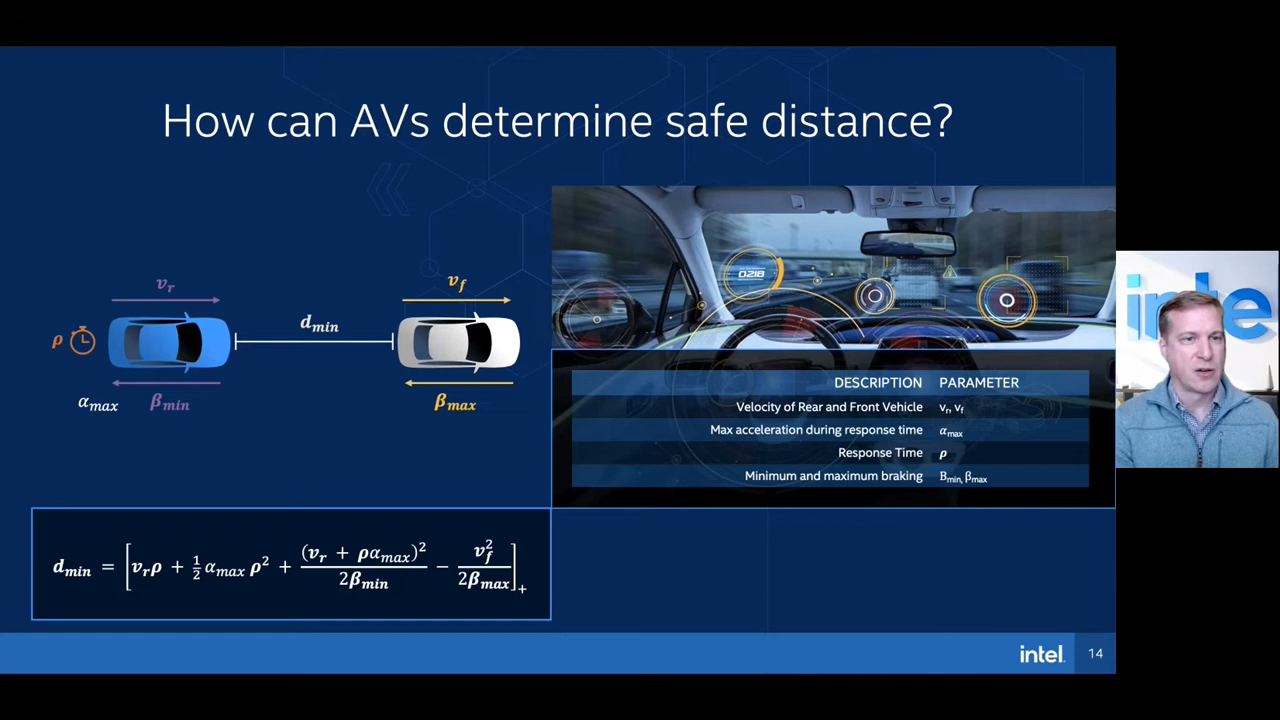 How can AVs determine safe distance?
v_r
v_f
ρ
d_min
α_max
β_min
β_max
0218
DESCRIPTION PARAMETER
Velocity of Rear and Front Vehicle v_r, v_f
Max acceleration during response time α_max
Response Time ρ
Minimum and maximum braking B_min, β_max
d_min = [v_r ρ + 1/2 α_max ρ² + (v_r + ρα_max)²/2β_min − v_f²/2β_max]_+
intel.
14
inte